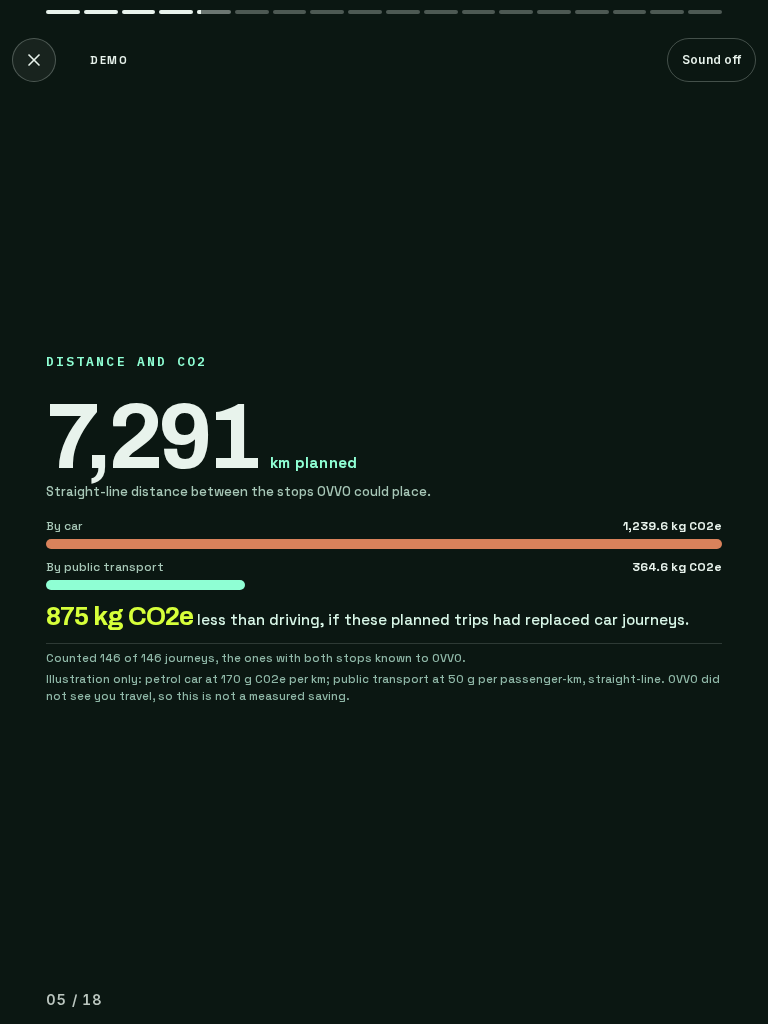 DEMO
Sound off
DISTANCE AND CO2
7,291 km planned
Straight-line distance between the stops OVVO could place.
By car 1,239.6 kg CO2e
By public transport 364.6 kg CO2e
875 kg CO2e less than driving, if these planned trips had replaced car journeys.
Counted 146 of 146 journeys, the ones with both stops known to OVVO.
Illustration only: petrol car at 170 g CO2e per km; public transport at 50 g per passenger-km, straight-line. OVVO did
not see you travel, so this is not a measured saving.
05 / 18